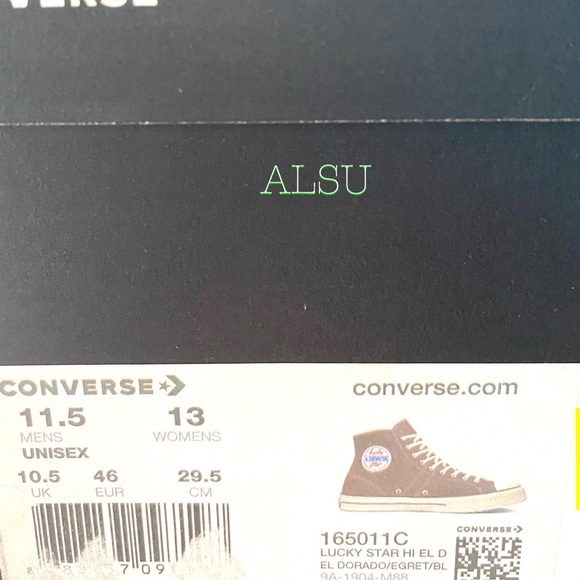 VERSE
ALSU
CONVERSE
converse.com
11.5 13
MENS WOMENS
UNISEX
10.5 46 29.5
UK EUR CM
165011C
LUCKY STAR HI EL D
EL DORADO/EGRET/BL
9A-1904-M88
CONVERSE